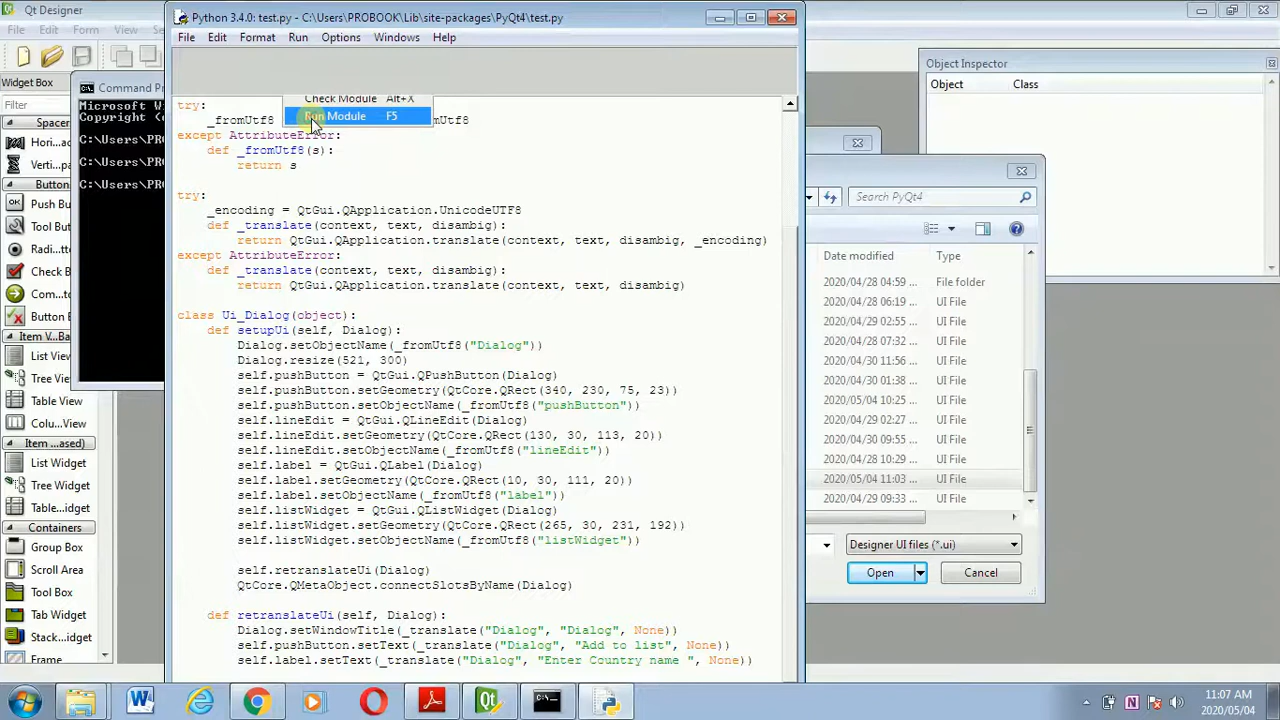 Qt Designer
Python 3.4.0: test.py - C:\Users\PROBOOK\Lib\site-packages\PyQt4\test.py
File Edit Form View
File Edit Format Run Options Windows Help
Widget Box
Filter
Spacer
Hori...
Verti...
Button
Push Bu
Tool But
Radi...
Check B
Com...
Button B
Item V...
List View
Tree View
Table View
Colu...View
Item ...ased)
List Widget
Tree Widget
Table...idget
Containers
Group Box
Scroll Area
Tool Box
Tab Widget
Stack...idget
Frame
Command Pr
Microsoft Wi
Copyright (c
C:\Users\PRO
C:\Users\PRO
C:\Users\PRO
Check Module Alt+X
Run Module F5
try:
_fromUtf8 mUtf8
except AttributeError:
def _fromUtf8(s):
return s
try:
_encoding = QtGui.QApplication.UnicodeUTF8
def _translate(context, text, disambig):
return QtGui.QApplication.translate(context, text, disambig, _encoding)
except AttributeError:
def _translate(context, text, disambig):
return QtGui.QApplication.translate(context, text, disambig)
class Ui_Dialog(object):
def setupUi(self, Dialog):
Dialog.setObjectName(_fromUtf8("Dialog"))
Dialog.resize(521, 300)
self.pushButton = QtGui.QPushButton(Dialog)
self.pushButton.setGeometry(QtCore.QRect(340, 230, 75, 23))
self.pushButton.setObjectName(_fromUtf8("pushButton"))
self.lineEdit = QtGui.QLineEdit(Dialog)
self.lineEdit.setGeometry(QtCore.QRect(130, 30, 113, 20))
self.lineEdit.setObjectName(_fromUtf8("lineEdit"))
self.label = QtGui.QLabel(Dialog)
self.label.setGeometry(QtCore.QRect(10, 30, 111, 20))
self.label.setObjectName(_fromUtf8("label"))
self.listWidget = QtGui.QListWidget(Dialog)
self.listWidget.setGeometry(QtCore.QRect(265, 30, 231, 192))
self.listWidget.setObjectName(_fromUtf8("listWidget"))
self.retranslateUi(Dialog)
QtCore.QMetaObject.connectSlotsByName(Dialog)
def retranslateUi(self, Dialog):
Dialog.setWindowTitle(_translate("Dialog", "Dialog", None))
self.pushButton.setText(_translate("Dialog", "Add to list", None))
self.label.setText(_translate("Dialog", "Enter Country name ", None))
Object Inspector
Object Class
Search PyQt4
Date modified Type
2020/04/28 04:59 ... File folder
2020/04/28 06:19 ... UI File
2020/04/29 02:55 ... UI File
2020/04/28 07:32 ... UI File
2020/04/30 11:56 ... UI File
2020/04/30 01:38 ... UI File
2020/05/04 10:25 ... UI File
2020/04/29 02:27 ... UI File
2020/04/30 09:55 ... UI File
2020/04/28 10:29 ... UI File
2020/05/04 11:03 ... UI File
2020/04/29 09:33 ... UI File
Designer UI files (*.ui)
Open Cancel
11:07 AM
2020/05/04